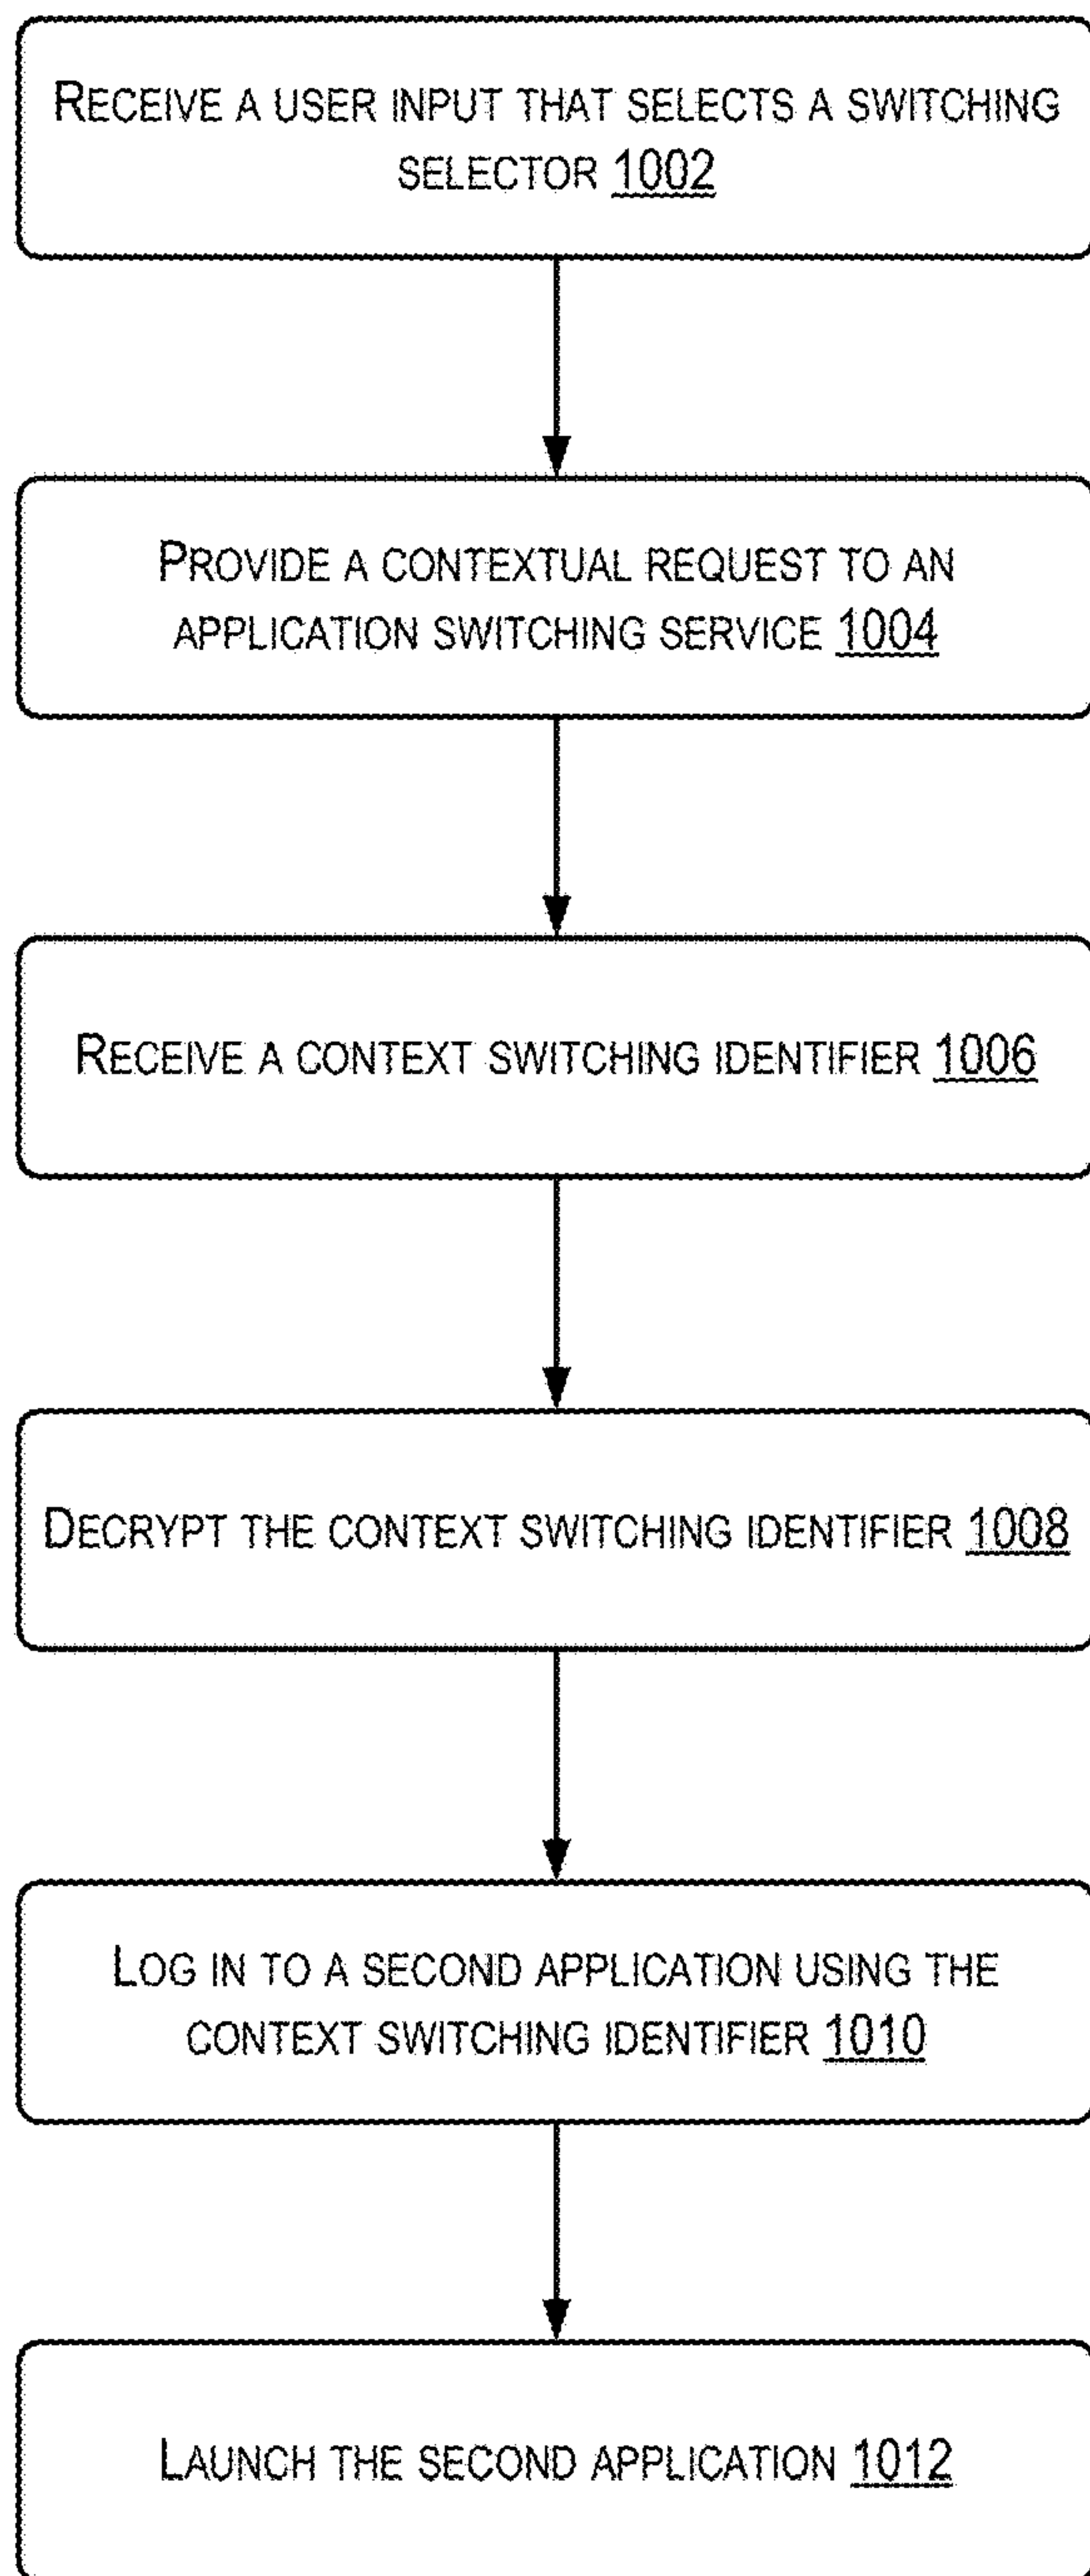 RECEIVE A USER INPUT THAT SELECTS A SWITCHING
SELECTOR 1002
PROVIDE A CONTEXTUAL REQUEST TO AN
APPLICATION SWITCHING SERVICE 1004
RECEIVE A CONTEXT SWITCHING IDENTIFIER 1006
DECRYPT THE CONTEXT SWITCHING IDENTIFIER 1008
LOG IN TO A SECOND APPLICATION USING THE
CONTEXT SWITCHING IDENTIFIER 1010
LAUNCH THE SECOND APPLICATION 1012